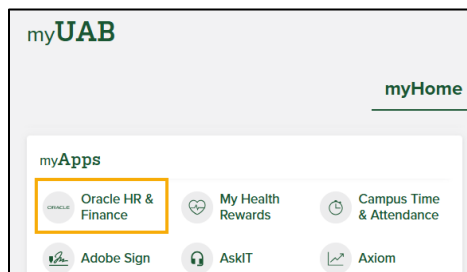 myUAB
myHome
myApps
ORACLE Oracle HR & Finance
My Health Rewards
Campus Time & Attendance
Adobe Sign
AskIT
Axiom